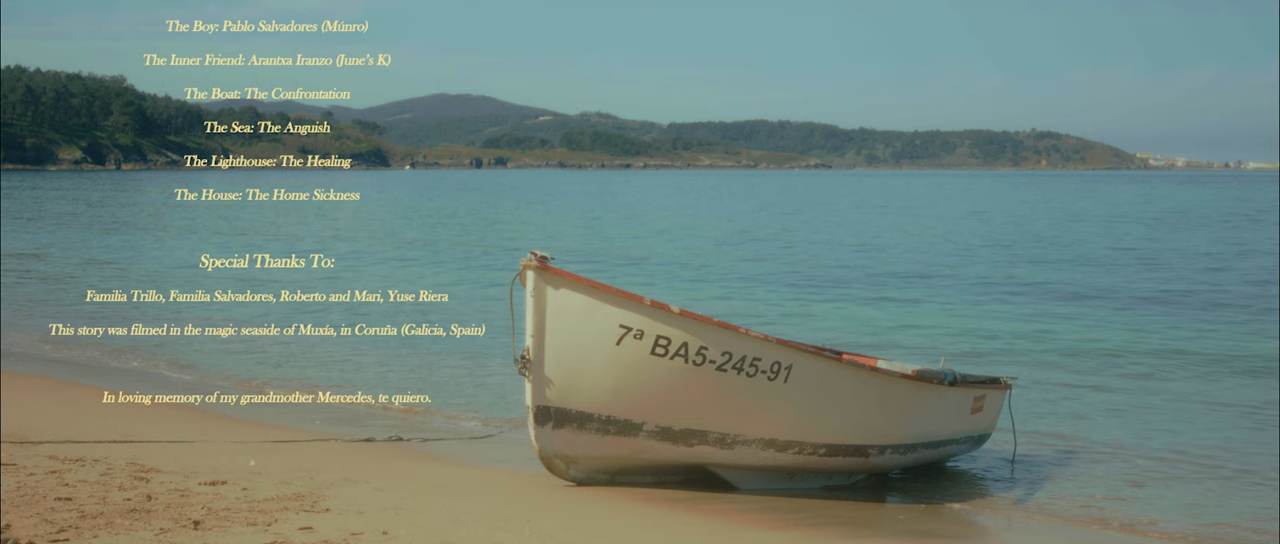 The Boy: Pablo Salvadores (Múnro)
The Inner Friend: Arantxa Iranzo (June's K)
The Boat: The Confrontation
The Sea: The Anguish
The Lighthouse: The Healing
The House: The Home Sickness
Special Thanks To:
Familia Trillo, Familia Salvadores, Roberto and Mari, Yuse Riera
This story was filmed in the magic seaside of Muxía, in Coruña (Galicia, Spain)
In loving memory of my grandmother Mercedes, te quiero.
7ª BA5-245-91